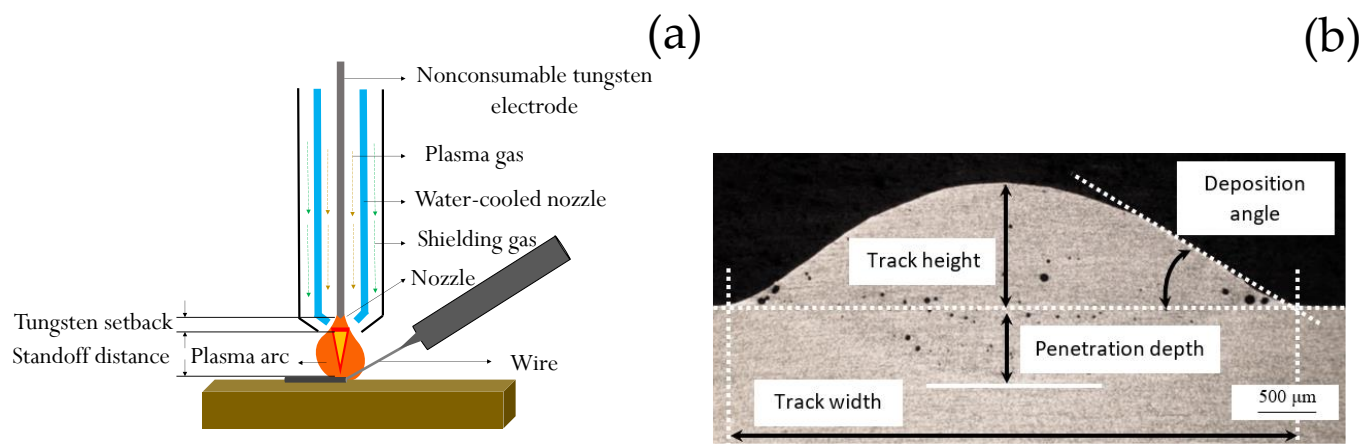 (a)
Nonconsumable tungsten
electrode
Plasma gas
Water-cooled nozzle
Shielding gas
Nozzle
Tungsten setback
Standoff distance
Plasma arc
Wire
(b)
Deposition
angle
Track height
Penetration depth
Track width
500 μm